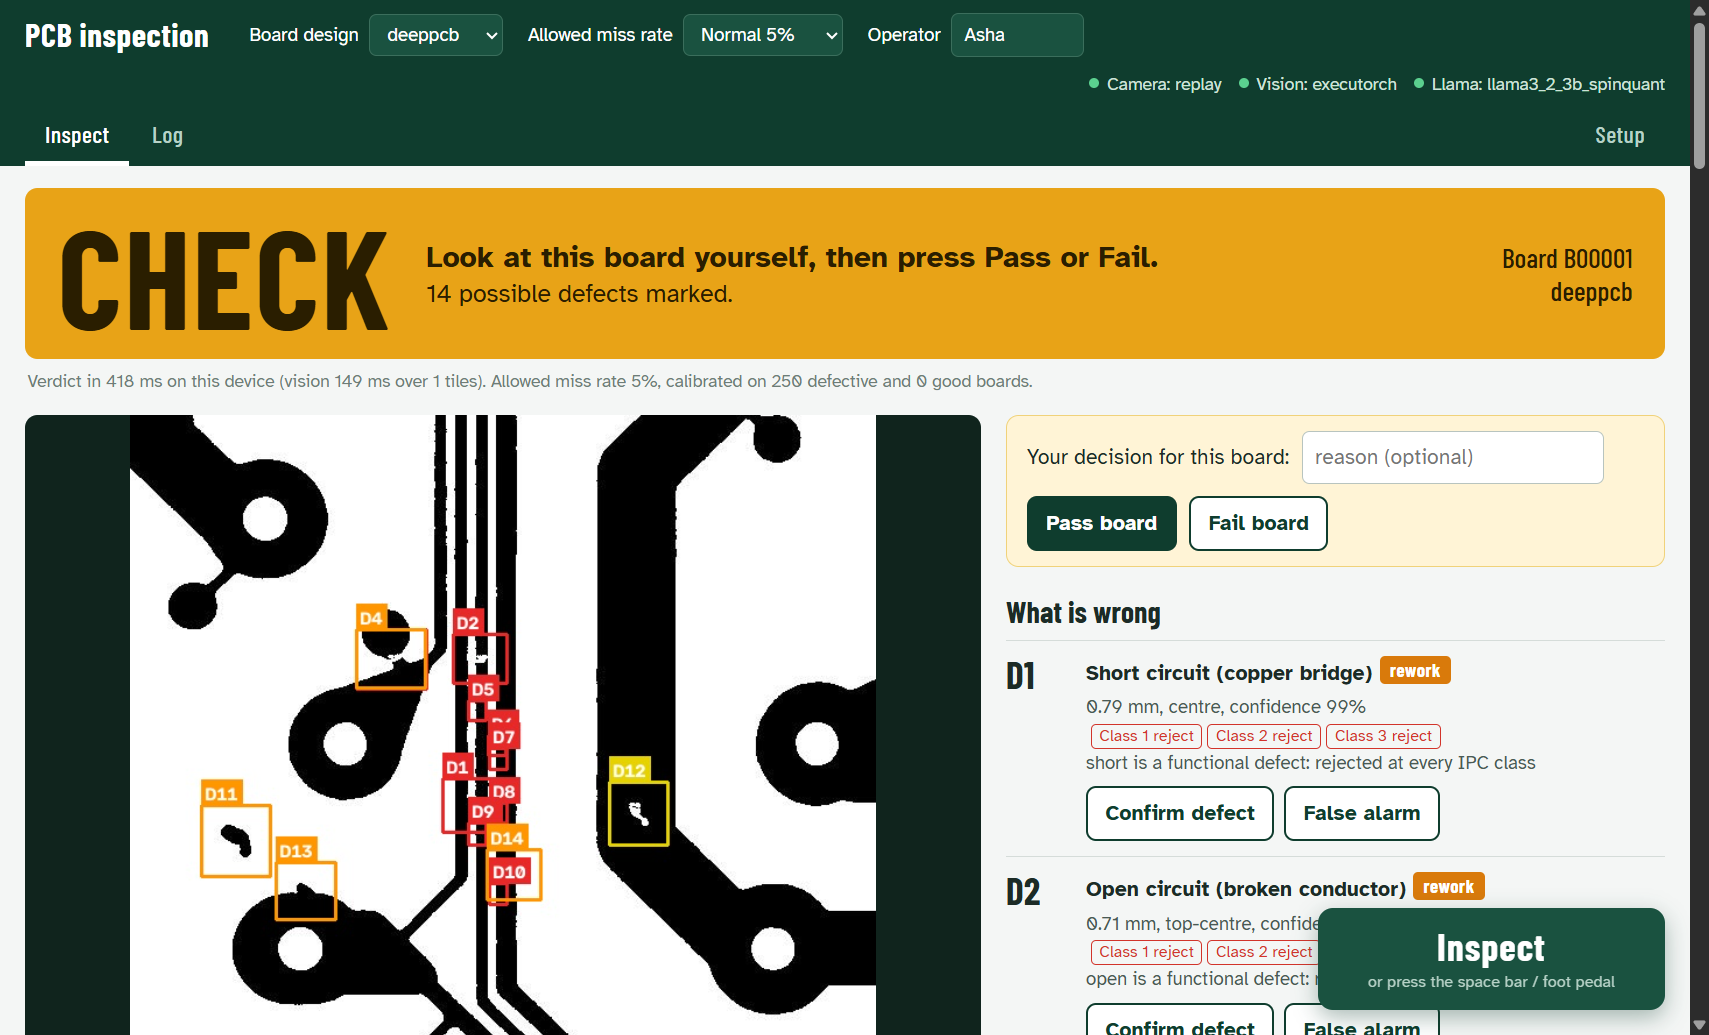 PCB inspection
Board design deeppcb Allowed miss rate Normal 5% Operator Asha
Camera: replay Vision: executorch Llama: llama3_2_3b_spinquant
Inspect Log Setup
CHECK
Look at this board yourself, then press Pass or Fail.
14 possible defects marked.
Board B00001
deeppcb
Verdict in 418 ms on this device (vision 149 ms over 1 tiles). Allowed miss rate 5%, calibrated on 250 defective and 0 good boards.
D4
D2
D5
D7
D1
D12
D8
D11
D9
D14
D13
D10
Your decision for this board: reason (optional)
Pass board Fail board
What is wrong
D1 Short circuit (copper bridge) rework
0.79 mm, centre, confidence 99%
Class 1 reject Class 2 reject Class 3 reject
short is a functional defect: rejected at every IPC class
Confirm defect False alarm
D2 Open circuit (broken conductor) rework
0.71 mm, top-centre,
Class 1 reject Class 2 reject
open is a functional defect:
Confirm defect False alarm
Inspect
or press the space bar / foot pedal